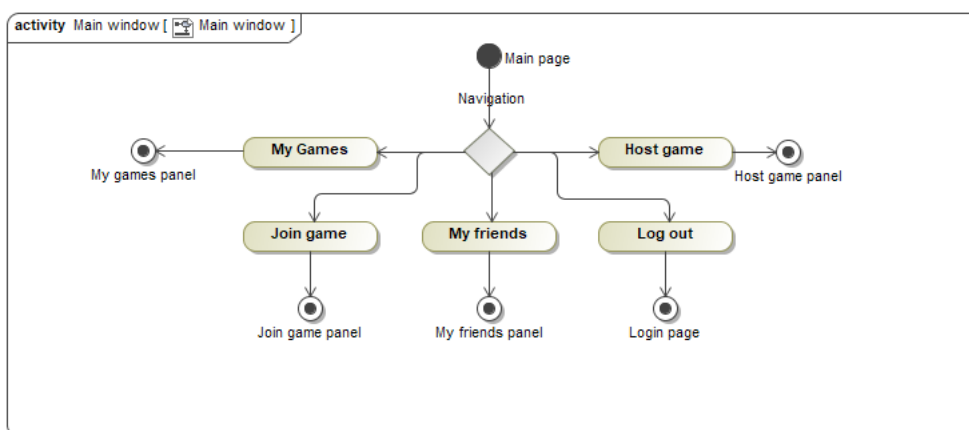 activity Main window [ Main window ]
Main page
Navigation
My Games
Host game
My games panel
Host game panel
Join game
My friends
Log out
Join game panel
My friends panel
Login page